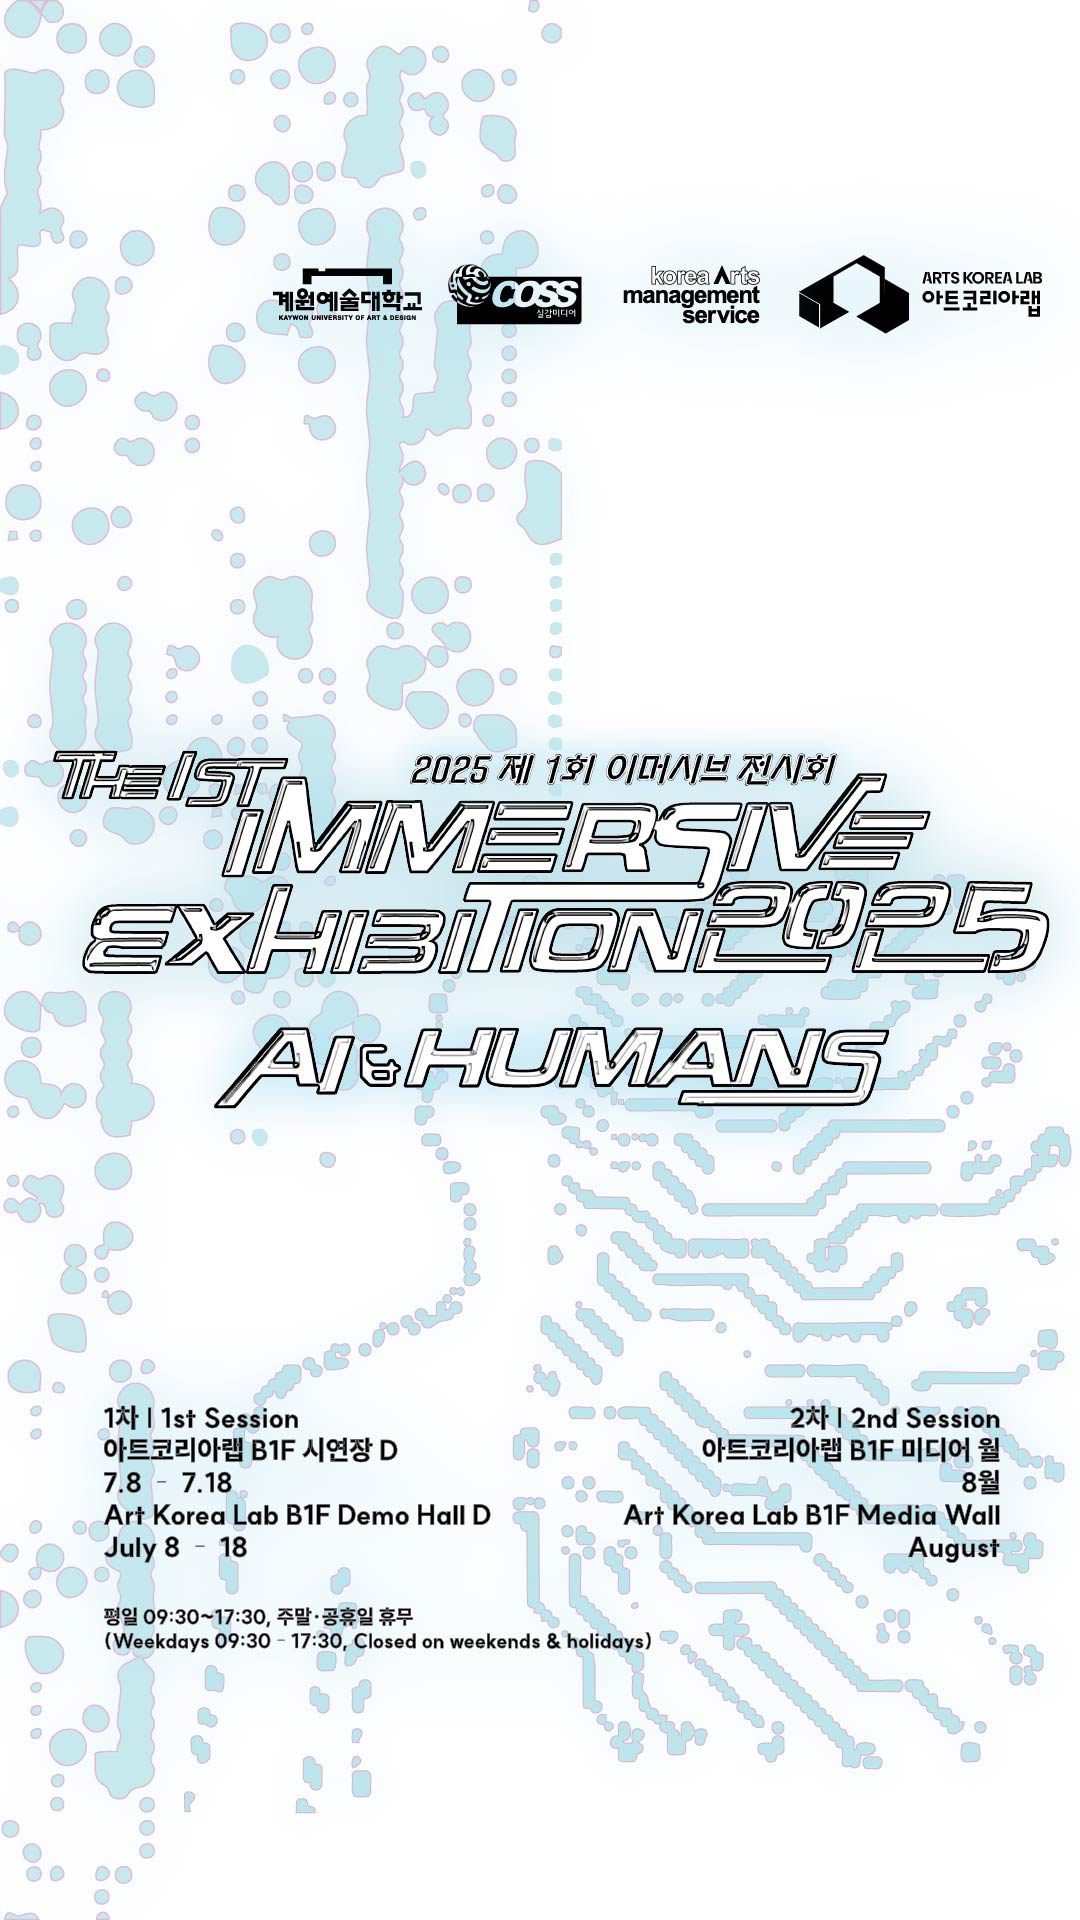 계원예술대학교
KAYWON UNIVERSITY OF ART & DESIGN
COSS
실감미디어
korea Arts
management
service
ARTS KOREA LAB
아트코리아랩
2025 제 1회 이머시브 전시회
THE 1ST
IMMERSIVE
EXHIBITION 2025
AI & HUMANS
1차 | 1st Session
아트코리아랩 B1F 시연장 D
7.8 – 7.18
Art Korea Lab B1F Demo Hall D
July 8 – 18
2차 | 2nd Session
아트코리아랩 B1F 미디어 월
8월
Art Korea Lab B1F Media Wall
August
평일 09:30~17:30, 주말·공휴일 휴무
(Weekdays 09:30 – 17:30, Closed on weekends & holidays)